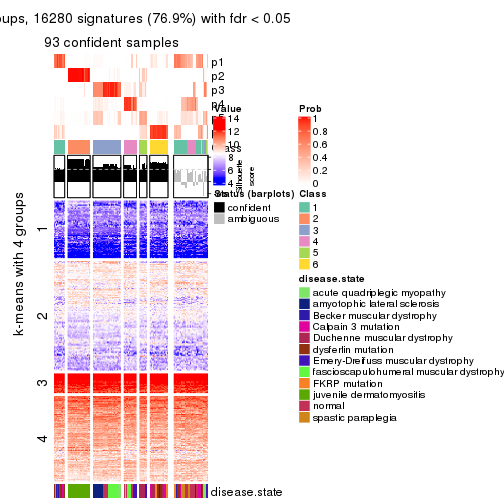 oups, 16280 signatures (76.9%) with fdr < 0.05
93 confident samples
p1
p2
p3
p4
Value
14
12
10
8
6
4
Silhouette
score
Prob
1
0.8
0.6
0.4
0.2
0
Status (barplots)
confident
ambiguous
Class
1
2
3
4
5
6
disease.state
acute quadriplegic myopathy
amyotophic lateral sclerosis
Becker muscular dystrophy
Calpain 3 mutation
Duchenne muscular dystrophy
dysferlin mutation
Emery-Dreifuss muscular dystrophy
fascioscapulohumeral muscular dystrophy
FKRP mutation
juvenile dermatomyositis
normal
spastic paraplegia
k-means with 4 groups
1
2
3
4
disease.state